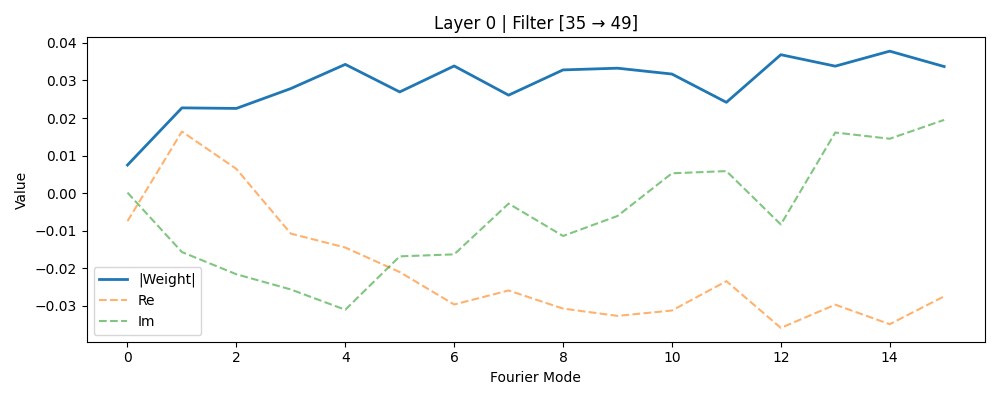 Layer 0 | Filter [35 → 49]
0.04
0.03
0.02
0.01
0.00
−0.01
−0.02
−0.03
Value
|Weight|
Re
Im
0 2 4 6 8 10 12 14
Fourier Mode